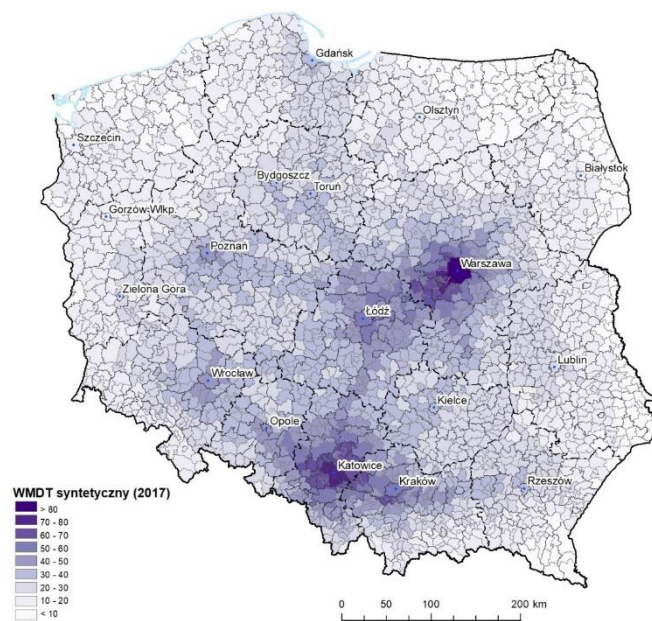 Gdańsk
Olsztyn
Szczecin
Białystok
Bydgoszcz
Toruń
Gorzów Wlkp.
Poznań
Warszawa
Zielona Góra
Łódź
Lublin
Wrocław
Kielce
Opole
Katowice
Kraków
Rzeszów
WMDT syntetyczny (2017)
> 80
70 - 80
60 - 70
50 - 60
40 - 50
30 - 40
20 - 30
10 - 20
< 10
0 50 100 200 km